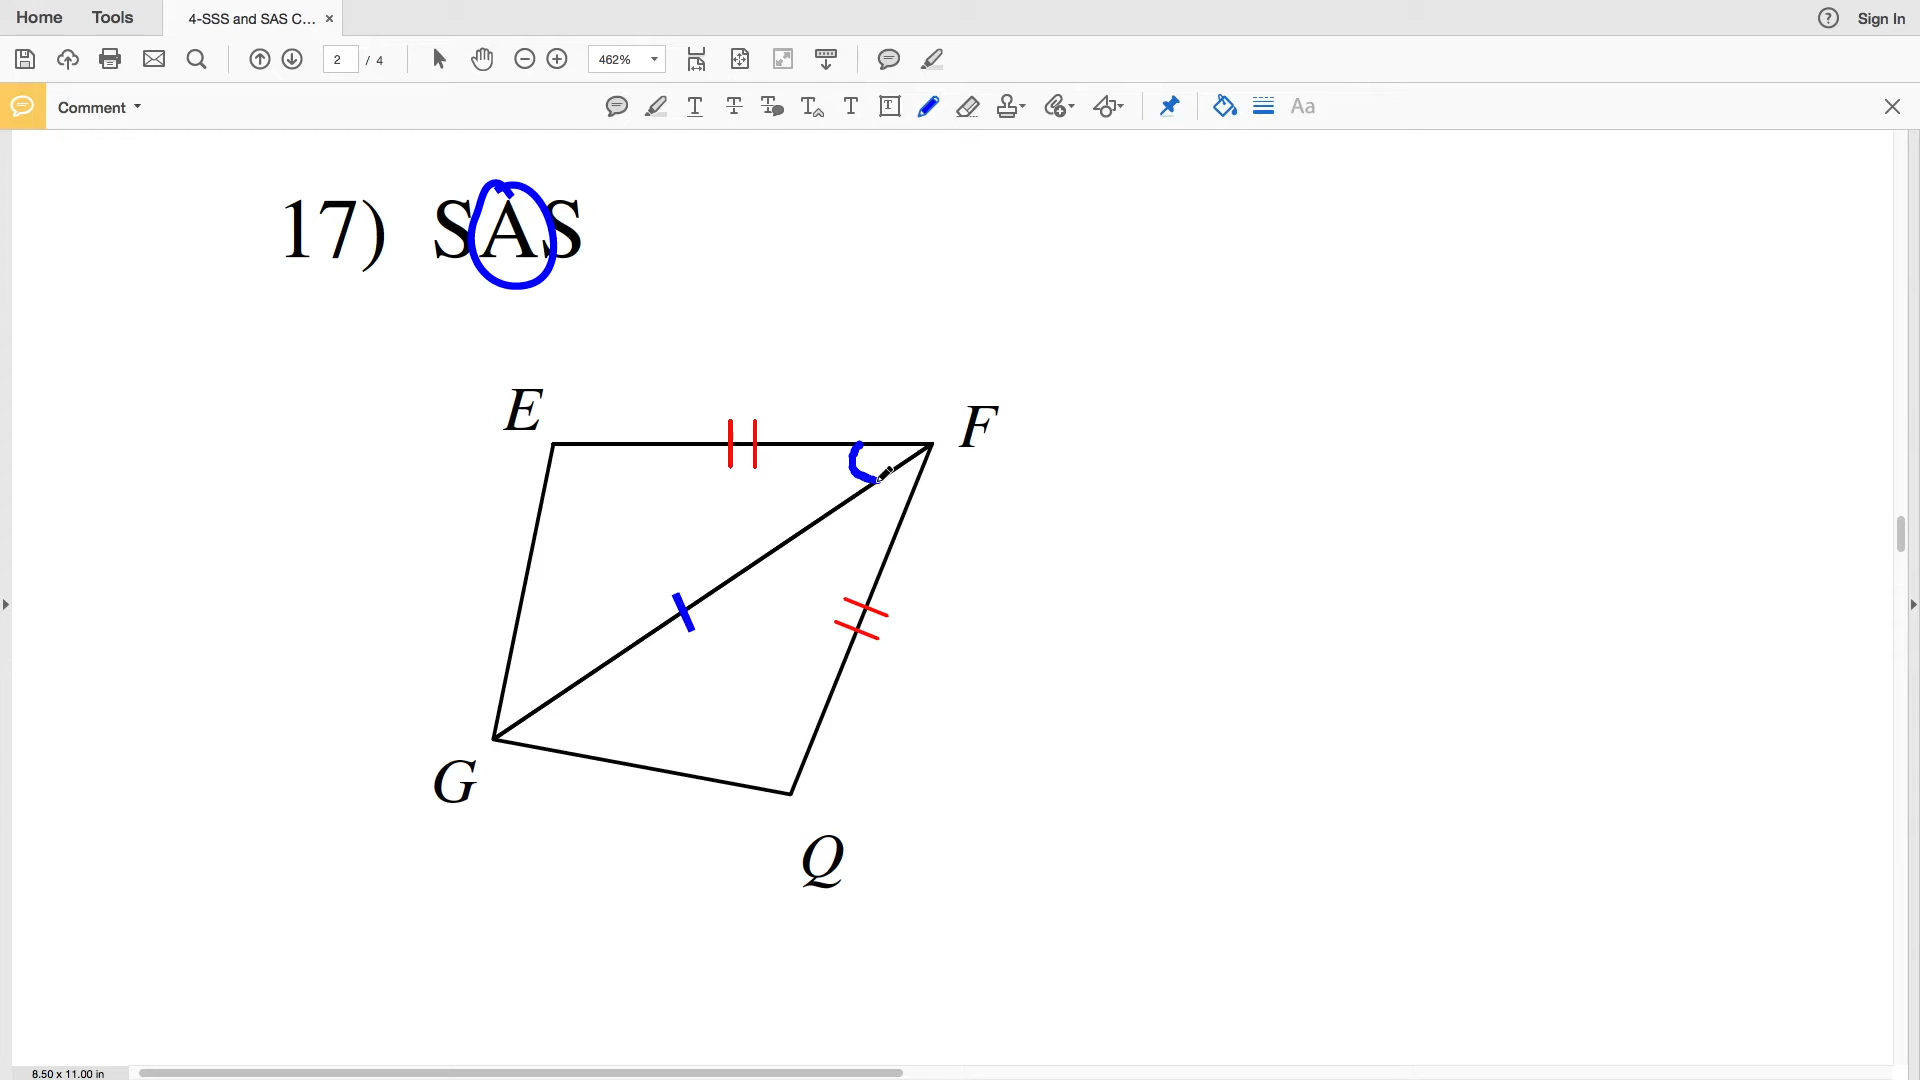 Home Tools 4-SSS and SAS C... × ? Sign In
2 / 4 462%
Comment T T T T T T Aa
17) SAS
E
F
G
Q
8.50 x 11.00 in